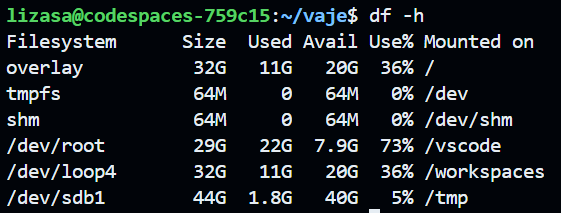 lizasa@codespaces-759c15:~/vaje$ df -h
Filesystem      Size  Used Avail Use% Mounted on
overlay          32G   11G   20G  36% /
tmpfs            64M     0   64M   0% /dev
shm              64M     0   64M   0% /dev/shm
/dev/root        29G   22G  7.9G  73% /vscode
/dev/loop4       32G   11G   20G  36% /workspaces
/dev/sdb1        44G  1.8G   40G   5% /tmp